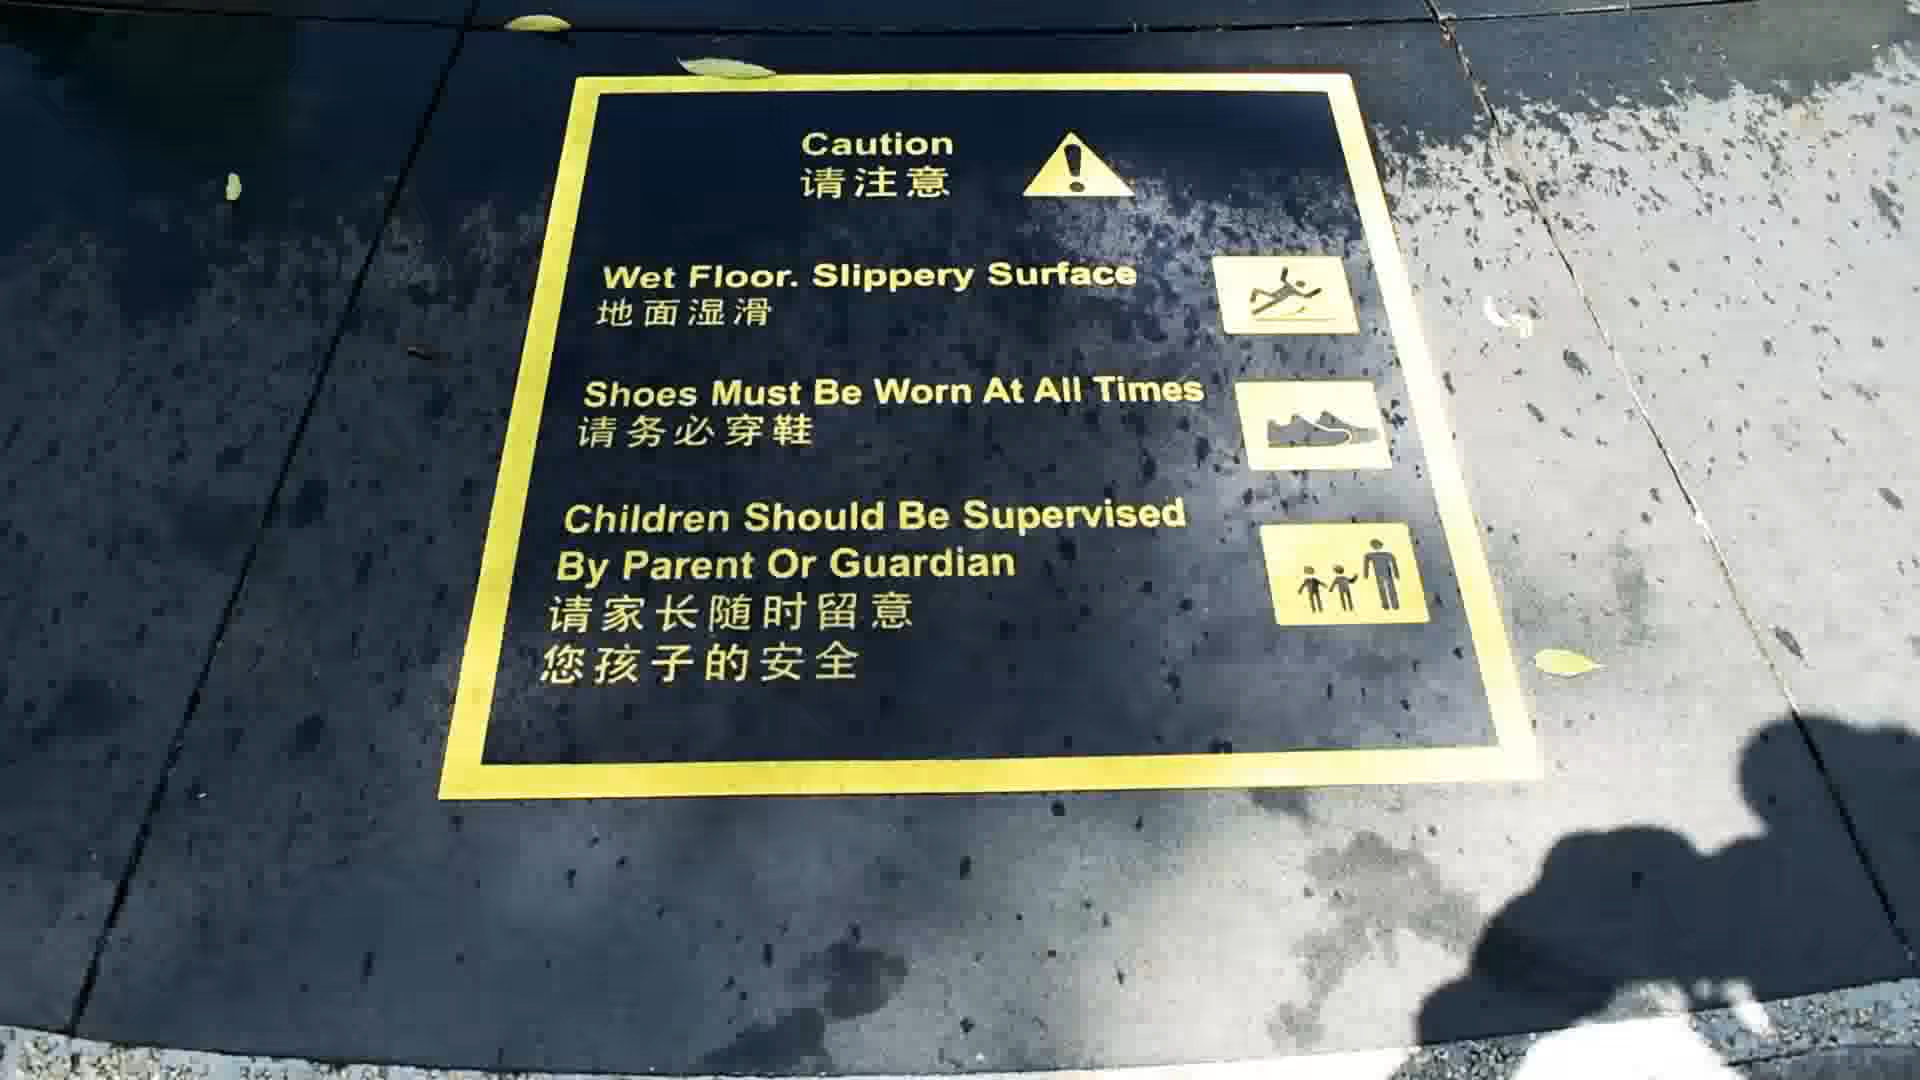 Caution
请注意
Wet Floor. Slippery Surface
地面湿滑
Shoes Must Be Worn At All Times
请务必穿鞋
Children Should Be Supervised
By Parent Or Guardian
请家长随时留意
您孩子的安全